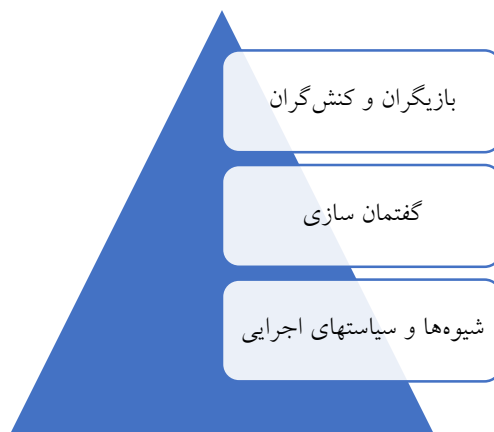 بازیگران و کنش‌گران
گفتمان سازی
شیوه‌ها و سیاستهای اجرایی